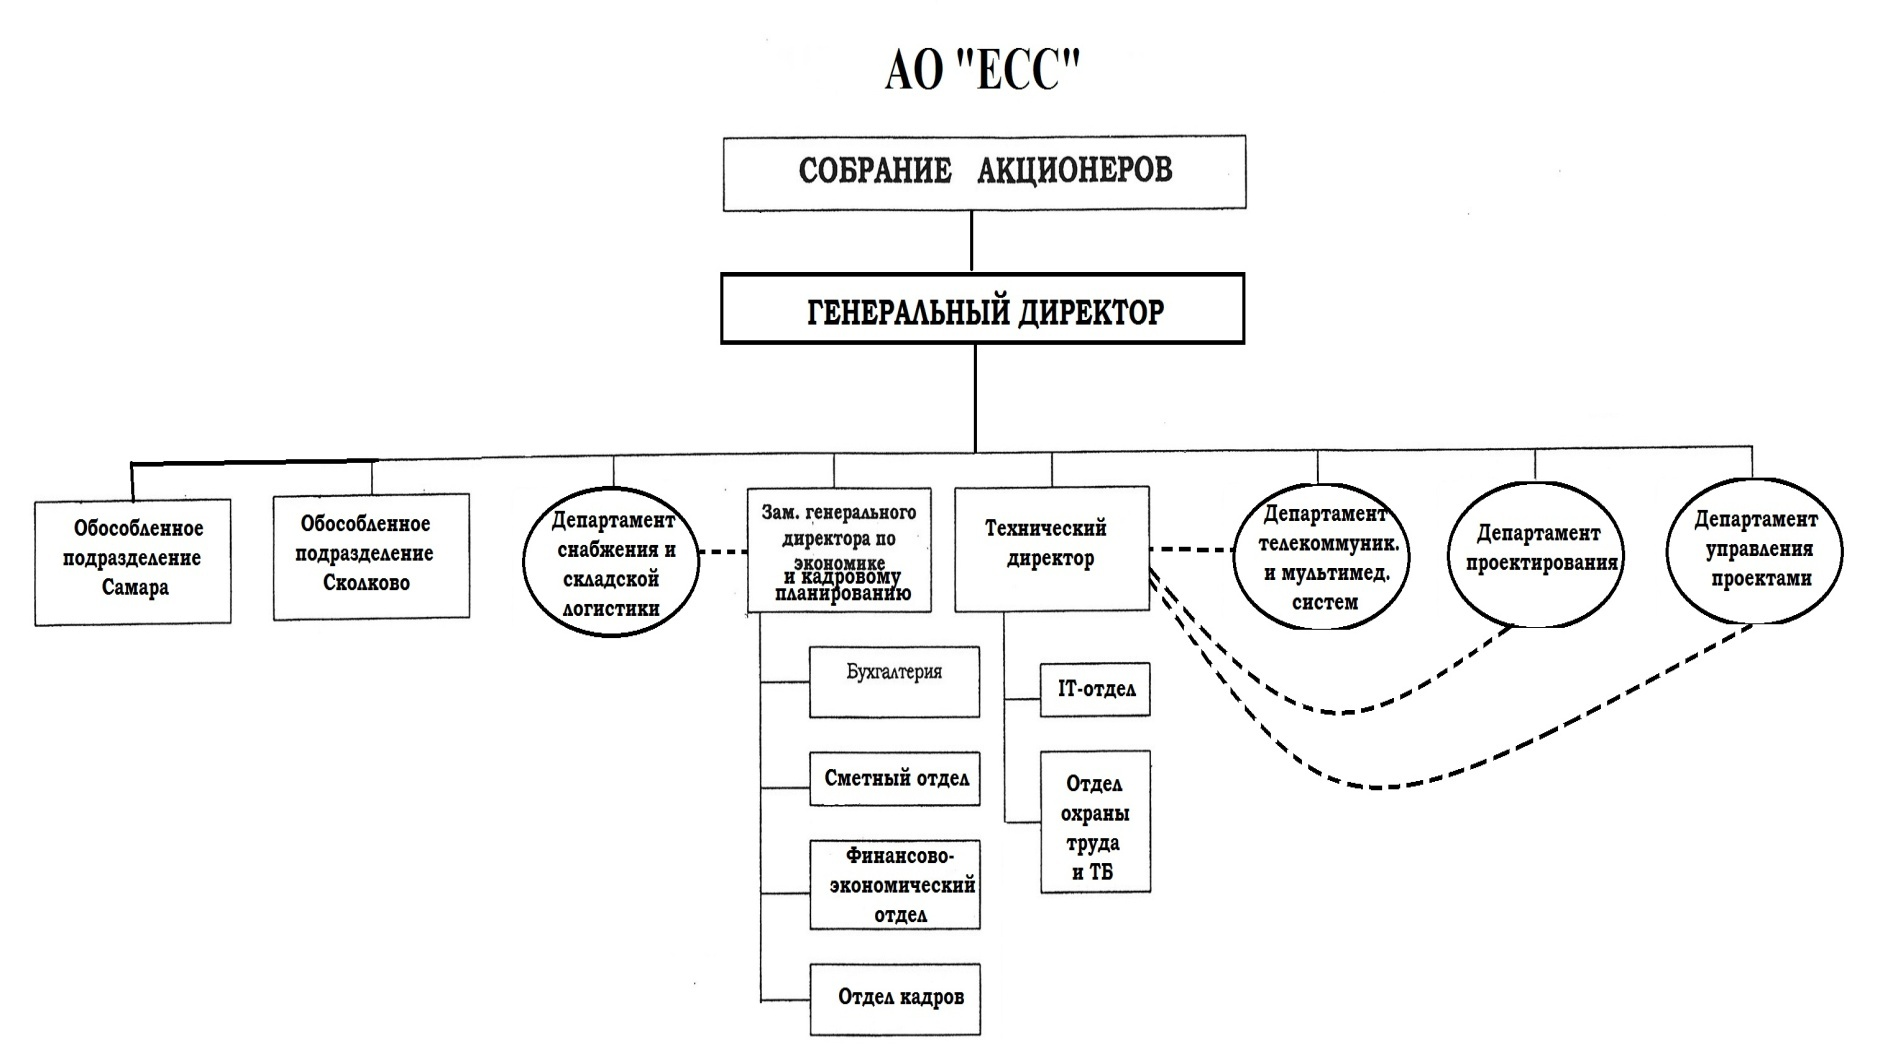 АО "ЕСС"
СОБРАНИЕ АКЦИОНЕРОВ
ГЕНЕРАЛЬНЫЙ ДИРЕКТОР
Обособленное
подразделение
Самара
Обособленное
подразделение
Сколково
Департамент
снабжения и
складской
логистики
Зам. генерального
директора по
экономике
и кадровому
планированию
Технический
директор
Департамент
телекоммуник.
и мультимед.
систем
Департамент
проектирования
Департамент
управления
проектами
Бухгалтерия
Сметный отдел
Финансово-
экономический
отдел
Отдел кадров
IT-отдел
Отдел
охраны
труда
и ТБ